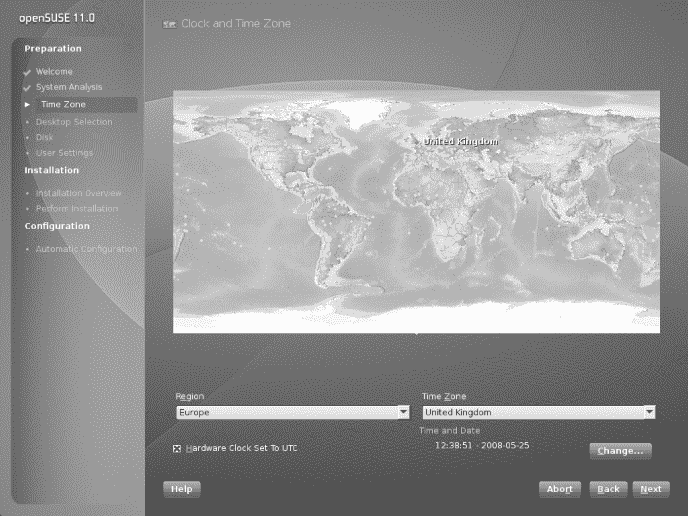 openSUSE 11.0
Preparation
Welcome
System Analysis
Time Zone
Desktop Selection
Disk
User Settings
Installation
Installation Overview
Perform Installation
Configuration
Automatic Configuration
Clock and Time Zone
United Kingdom
Region
Europe
Time Zone
United Kingdom
Hardware Clock Set To UTC
Time and Date
12:38:51 - 2008-05-25
Change...
Help
Abort
Back
Next